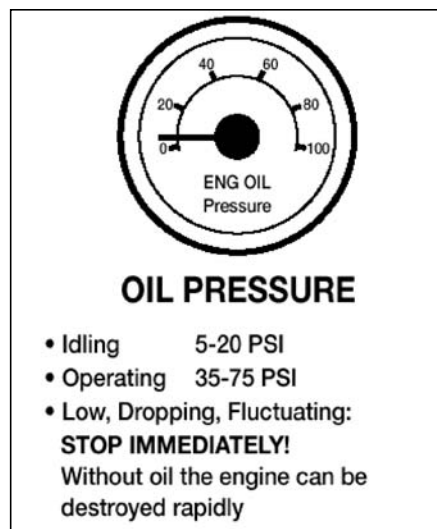 40 60
20 80
0 100
ENG OIL
Pressure
OIL PRESSURE
• Idling 5-20 PSI
• Operating 35-75 PSI
• Low, Dropping, Fluctuating:
STOP IMMEDIATELY!
Without oil the engine can be
destroyed rapidly